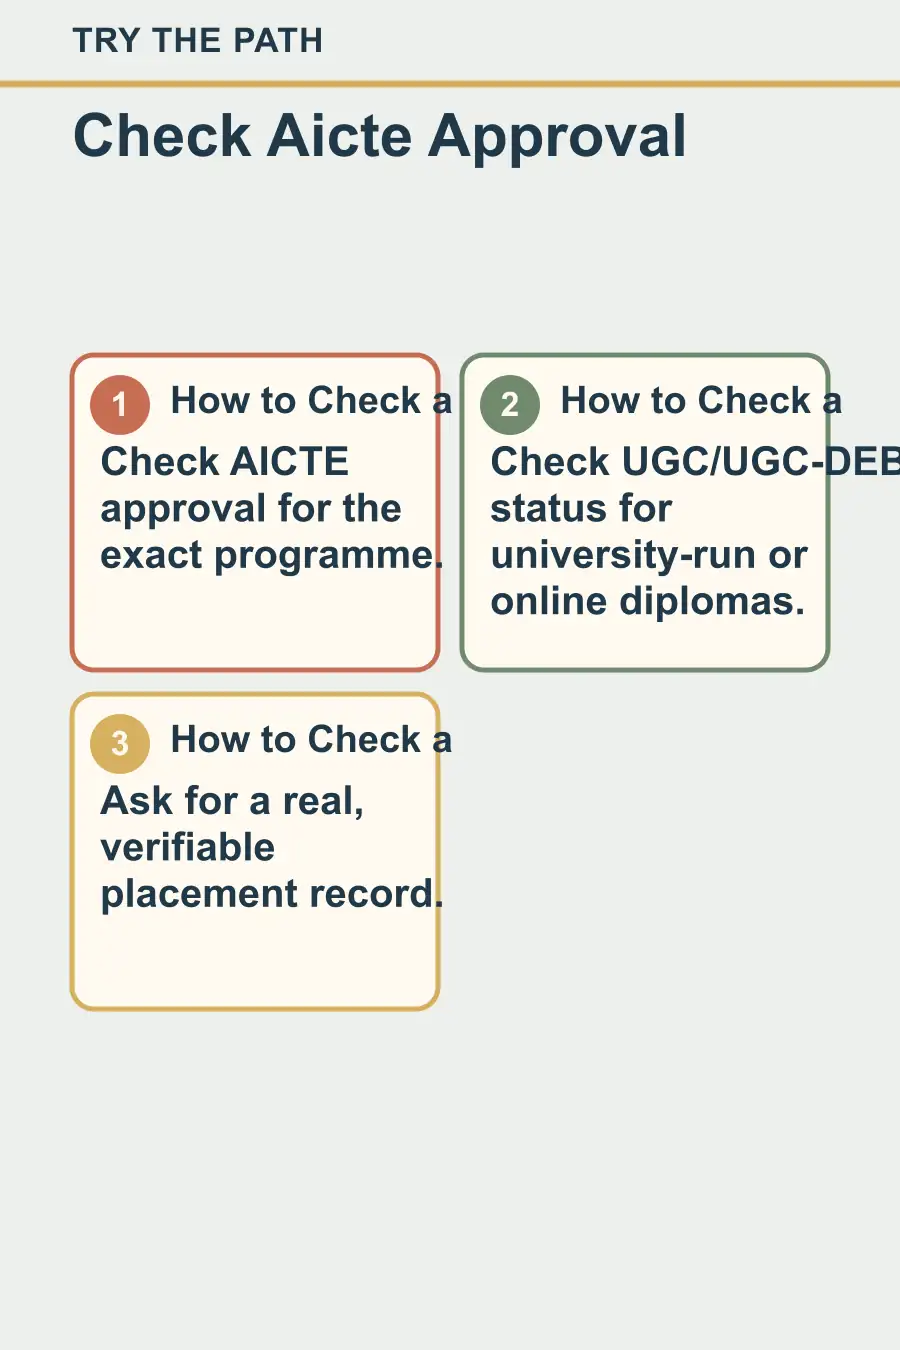 TRY THE PATH
Check Aicte Approval
1 How to Check a
Check AICTE
approval for the
exact programme.
2 How to Check a
Check UGC/UGC-DEB
status for
university-run or
online diplomas.
3 How to Check a
Ask for a real,
verifiable
placement record.